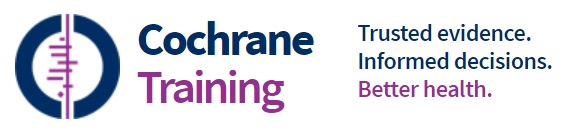 Cochrane
Training
Trusted evidence.
Informed decisions.
Better health.